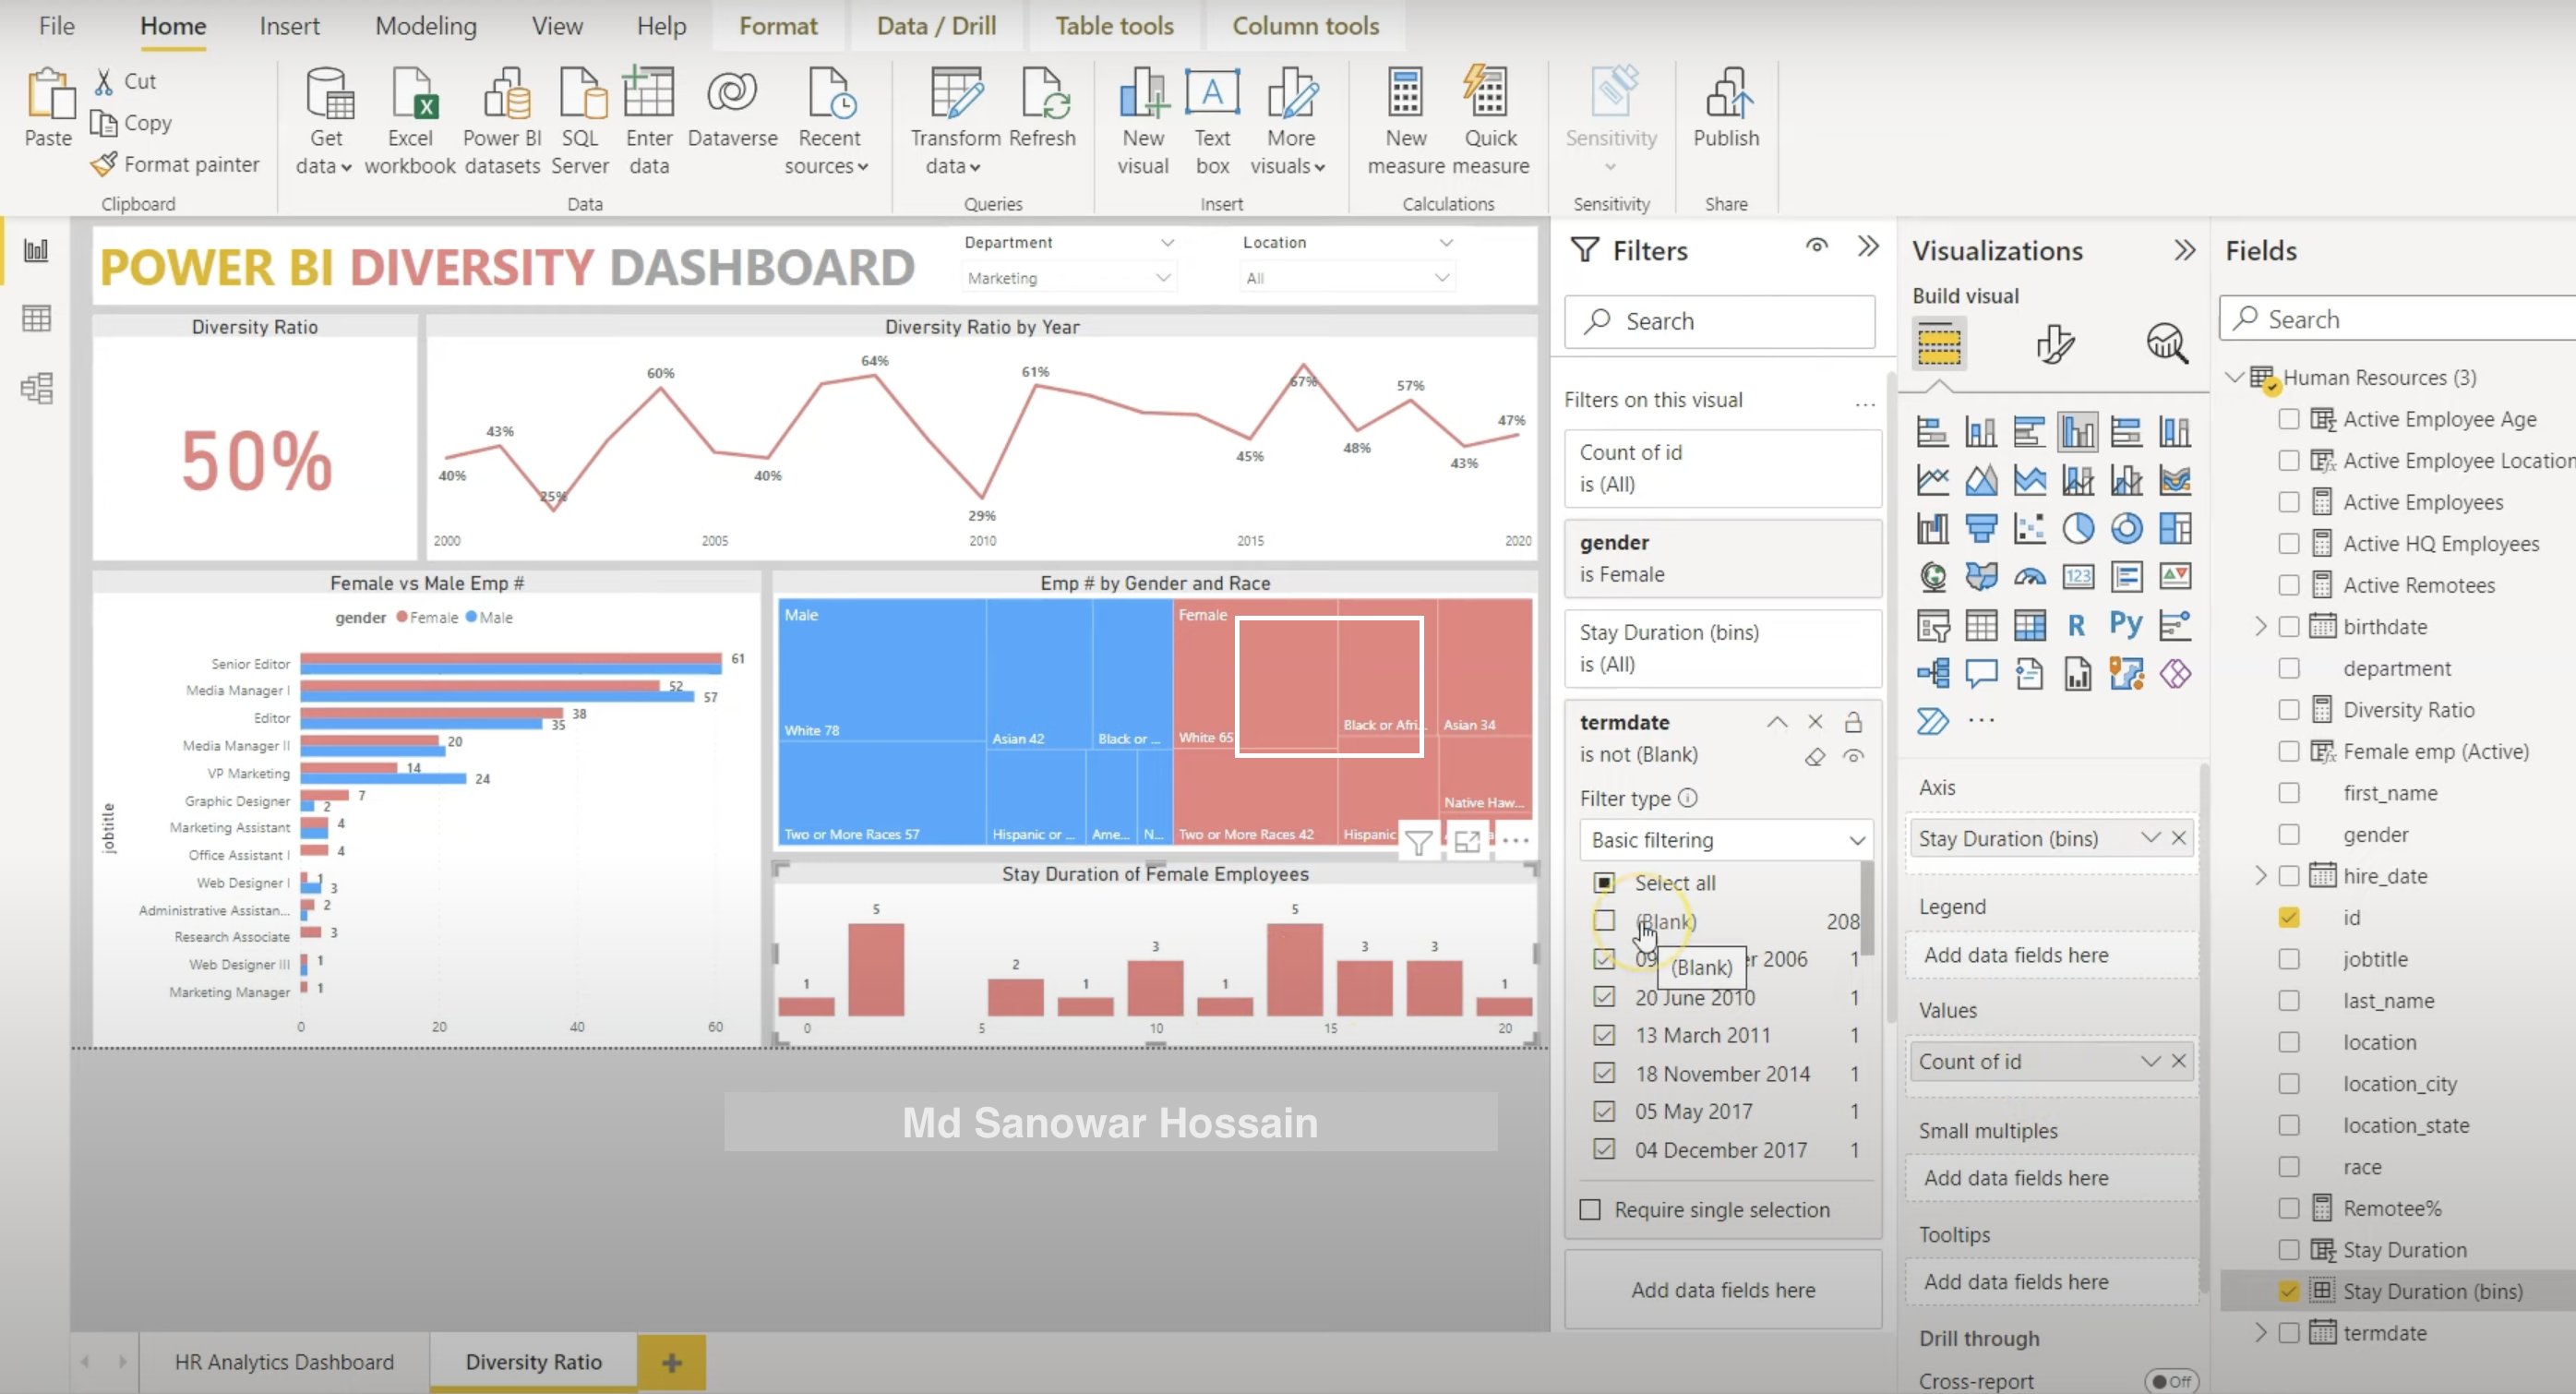 File Home Insert Modeling View Help Format Data / Drill Table tools Column tools
Paste
Cut
Copy
Format painter
Clipboard
Get data
Excel workbook
Power BI datasets
SQL Server
Enter data
Dataverse
Recent sources
Data
Transform data
Refresh
Queries
New visual
Text box
More visuals
Insert
New measure
Quick measure
Calculations
Sensitivity
Sensitivity
Publish
Share
POWER BI DIVERSITY DASHBOARD
Department
Marketing
Location
All
Diversity Ratio
50%
Diversity Ratio by Year
40% 43% 25% 60% 40% 64% 29% 61% 45% 67% 48% 57% 43% 47%
2000 2005 2010 2015 2020
Female vs Male Emp #
gender Female Male
jobtitle
Senior Editor 61
Media Manager I 52 57
Editor 38 35
Media Manager II 20
VP Marketing 14 24
Graphic Designer 7 2
Marketing Assistant 4
Office Assistant I 4
Web Designer I 1 3
Administrative Assistan... 2
Research Associate 3
Web Designer III 1
Marketing Manager 1
0 20 40 60
Emp # by Gender and Race
Male
White 78
Asian 42
Black or ...
Two or More Races 57
Hispanic or ...
Ame...
N...
Female
White 65
Black or Afri...
Asian 34
Native Haw...
Two or More Races 42
Hispanic
Stay Duration of Female Employees
1 5 2 1 3 1 5 3 3 1
0 5 10 15 20
Md Sanowar Hossain
HR Analytics Dashboard
Diversity Ratio
+
Filters
Search
Filters on this visual ...
Count of id
is (All)
gender
is Female
Stay Duration (bins)
is (All)
termdate
is not (Blank)
Filter type
Basic filtering
Select all
(Blank) 208
(Blank)
20 June 2010 1
13 March 2011 1
18 November 2014 1
05 May 2017 1
04 December 2017 1
Require single selection
Add data fields here
Visualizations
Build visual
123
R Py
...
Axis
Stay Duration (bins)
Legend
Add data fields here
Values
Count of id
Small multiples
Add data fields here
Tooltips
Add data fields here
Drill through
Cross-report Off
Fields
Search
Human Resources (3)
Active Employee Age
Active Employee Location
Active Employees
Active HQ Employees
Active Remotees
birthdate
department
Diversity Ratio
Female emp (Active)
first_name
gender
hire_date
id
jobtitle
last_name
location
location_city
location_state
race
Remotee%
Stay Duration
Stay Duration (bins)
termdate